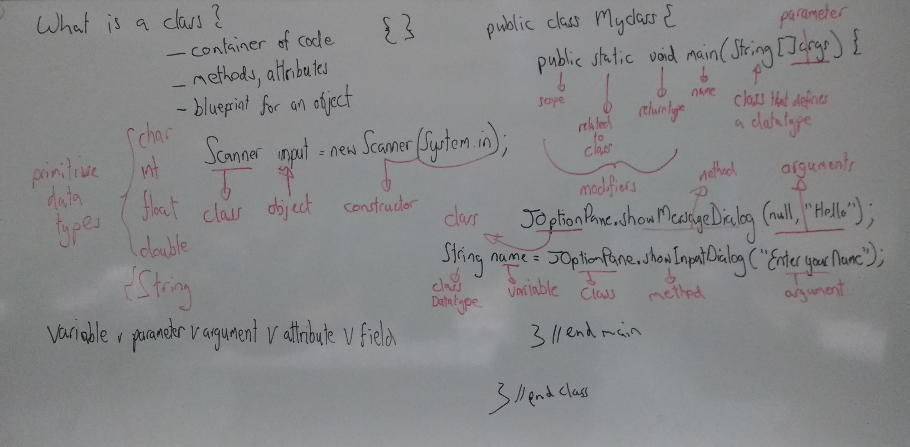 What is a class {
- container of code
- methods, attributes
- blueprint for an object
{ }
primitive data types
char
int
float
double
{String
Scanner input = new Scanner(System.in);
class object constructor
Variable v parameter v argument v attribute v field
public class Myclass {
parameter
public static void main(String[]args) {
scope
related to class
returntype
name
class that defines a datatype
modifiers
method
arguments
class
JOptionPane.showMessageDialog (null, "Hello");
String name = JOptionPane.showInputDialog("Enter your Name");
class Datatype
variable
Class
method
argument
} //end main
} //end class